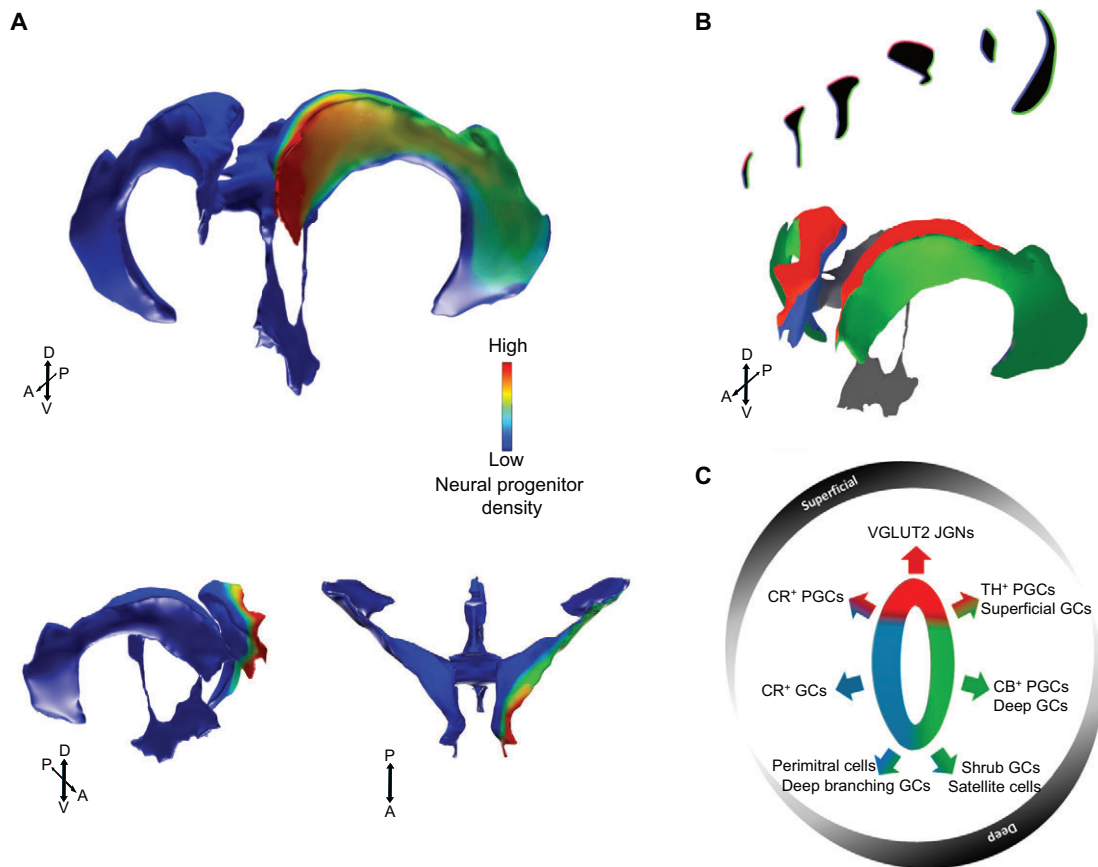 A
B
D
P
A
V
High
Low
Neural progenitor
density
D
P
A
V
C
Superficial
VGLUT2 JGNs
CR⁺ PGCs
TH⁺ PGCs
Superficial GCs
CR⁺ GCs
CB⁺ PGCs
Deep GCs
Perimitral cells
Deep branching GCs
Shrub GCs
Satellite cells
Deep
D
P
A
V
P
A